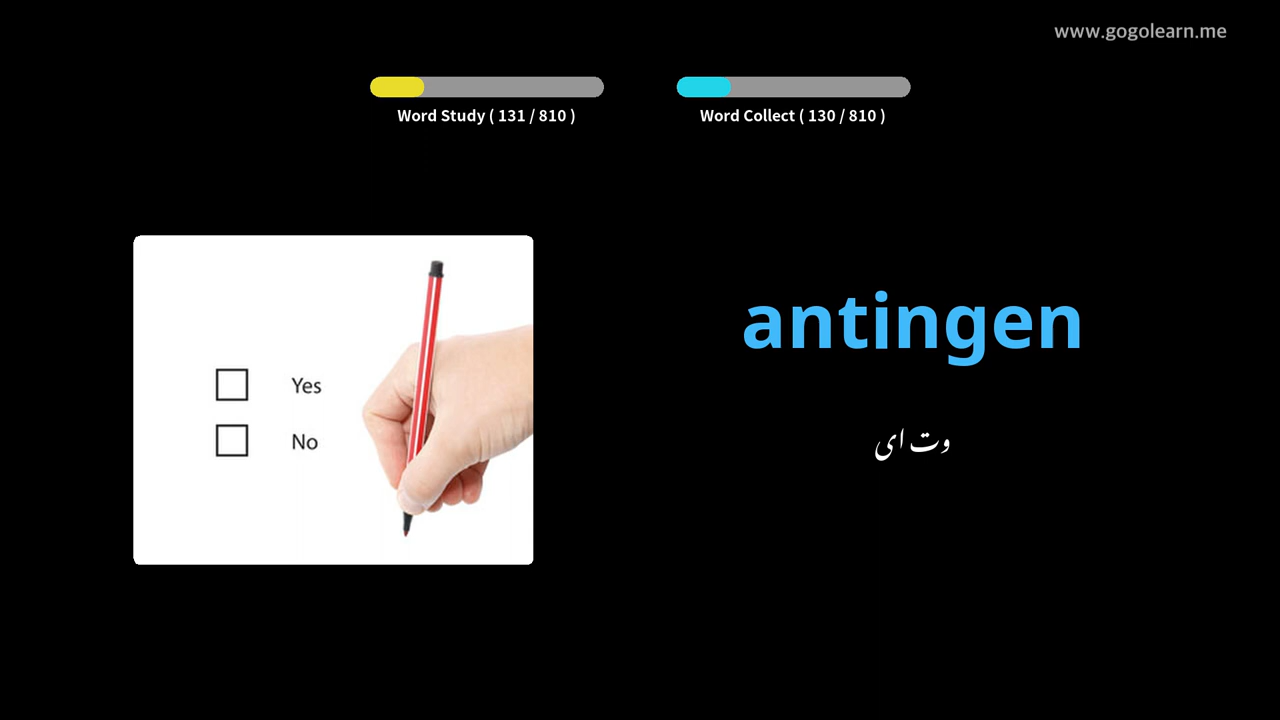 www.gogolearn.me
Word Study ( 131 / 810 )
Word Collect ( 130 / 810 )
Yes
No
antingen
وت ای